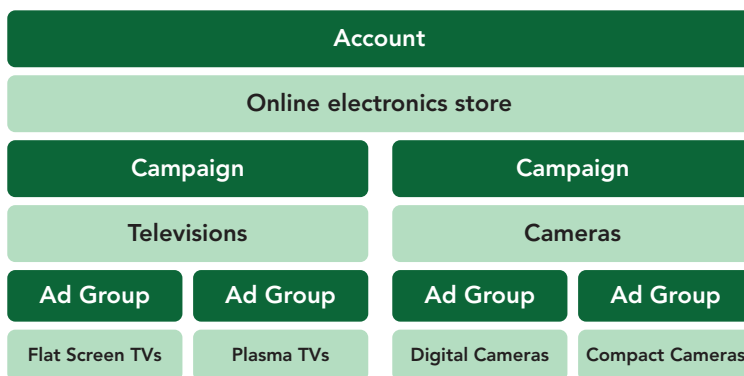 Account
Online electronics store
Campaign Campaign
Televisions Cameras
Ad Group Ad Group Ad Group Ad Group
Flat Screen TVs Plasma TVs Digital Cameras Compact Cameras